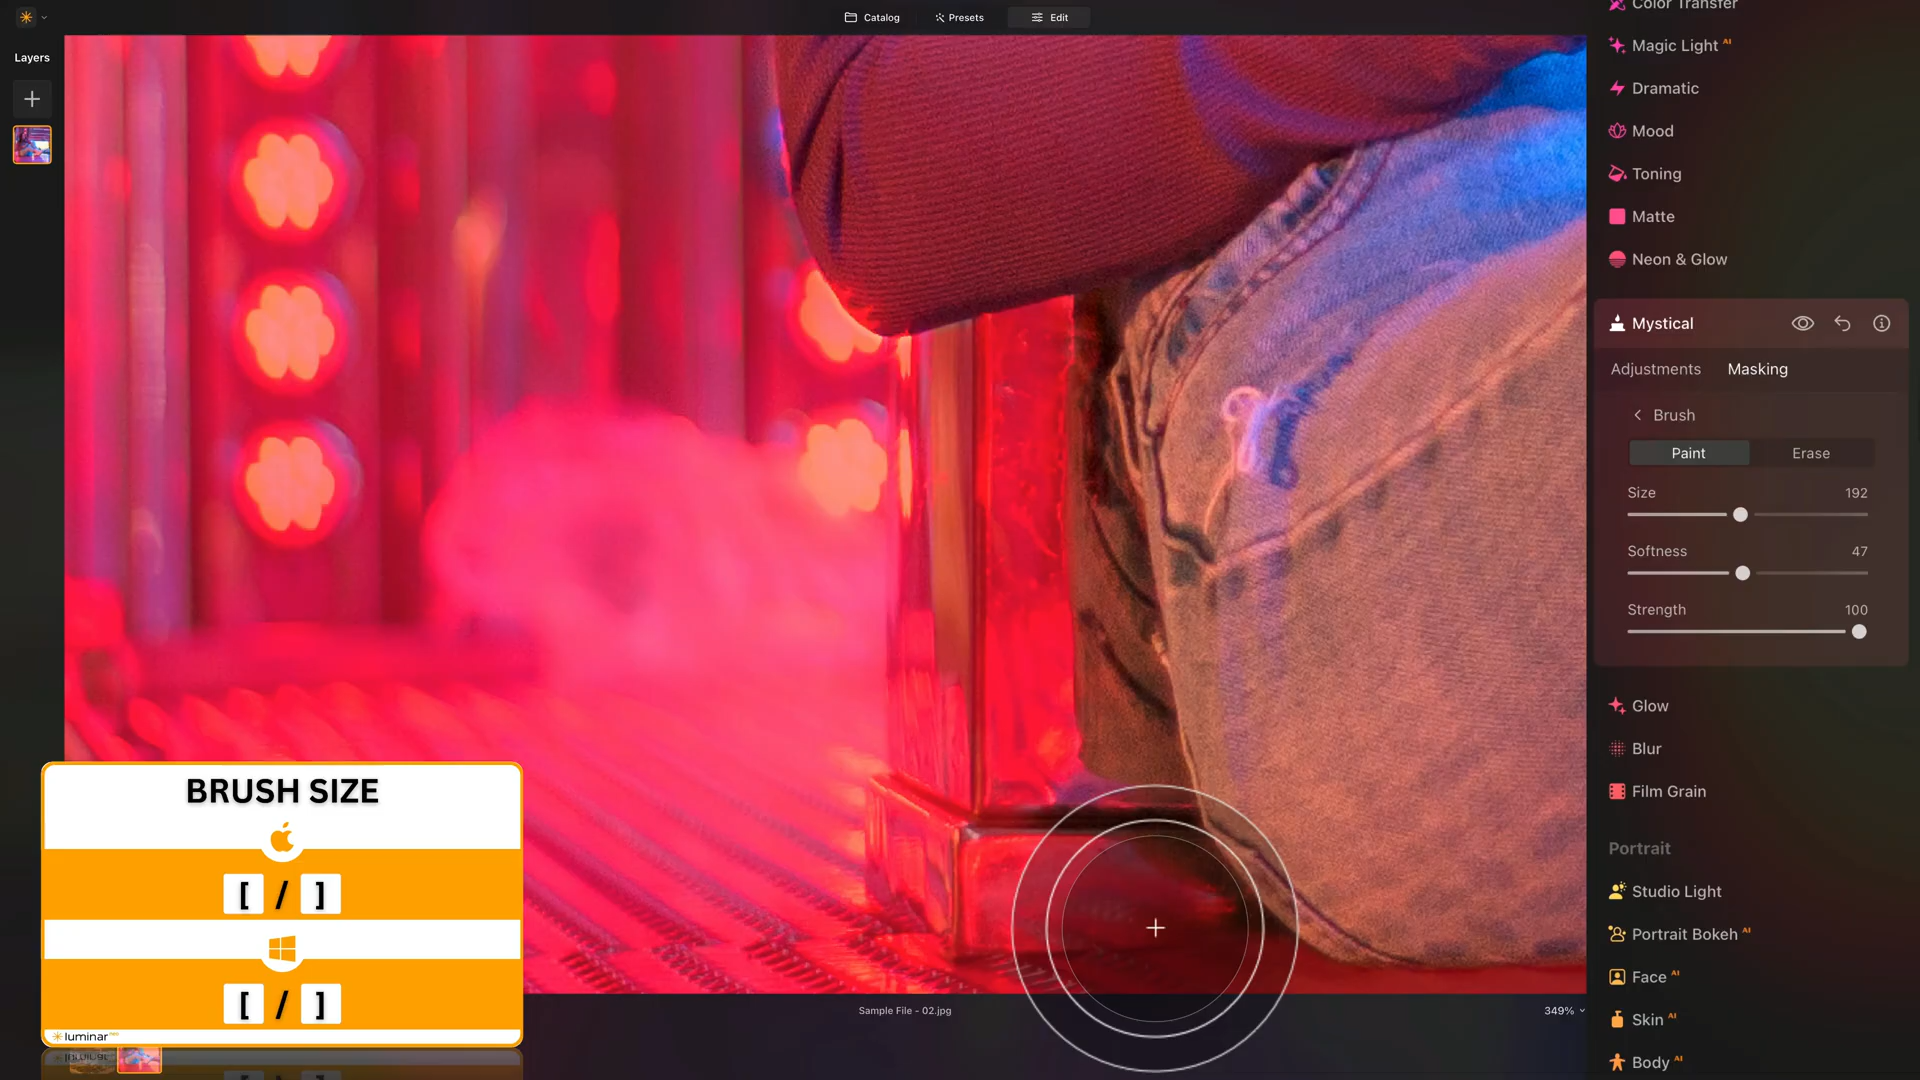 Catalog
Presets
Edit
Layers
Color Transfer
Magic Light AI
Dramatic
Mood
Toning
Matte
Neon & Glow
Mystical
Adjustments
Masking
Brush
Paint
Erase
Size 192
Softness 47
Strength 100
Glow
Blur
Film Grain
Portrait
Studio Light
Portrait Bokeh AI
Face AI
Skin AI
Body AI
BRUSH SIZE
[ / ]
[ / ]
luminar neo
Sample File - 02.jpg
349%